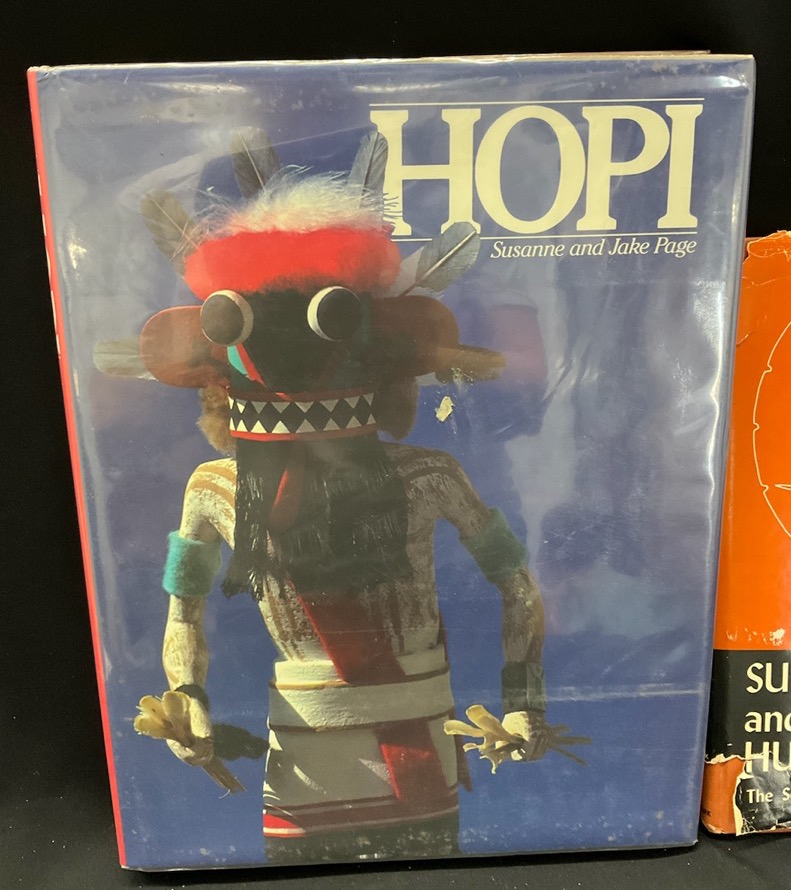 HOPI
Susanne and Jake Page
SU
and
HU
The S